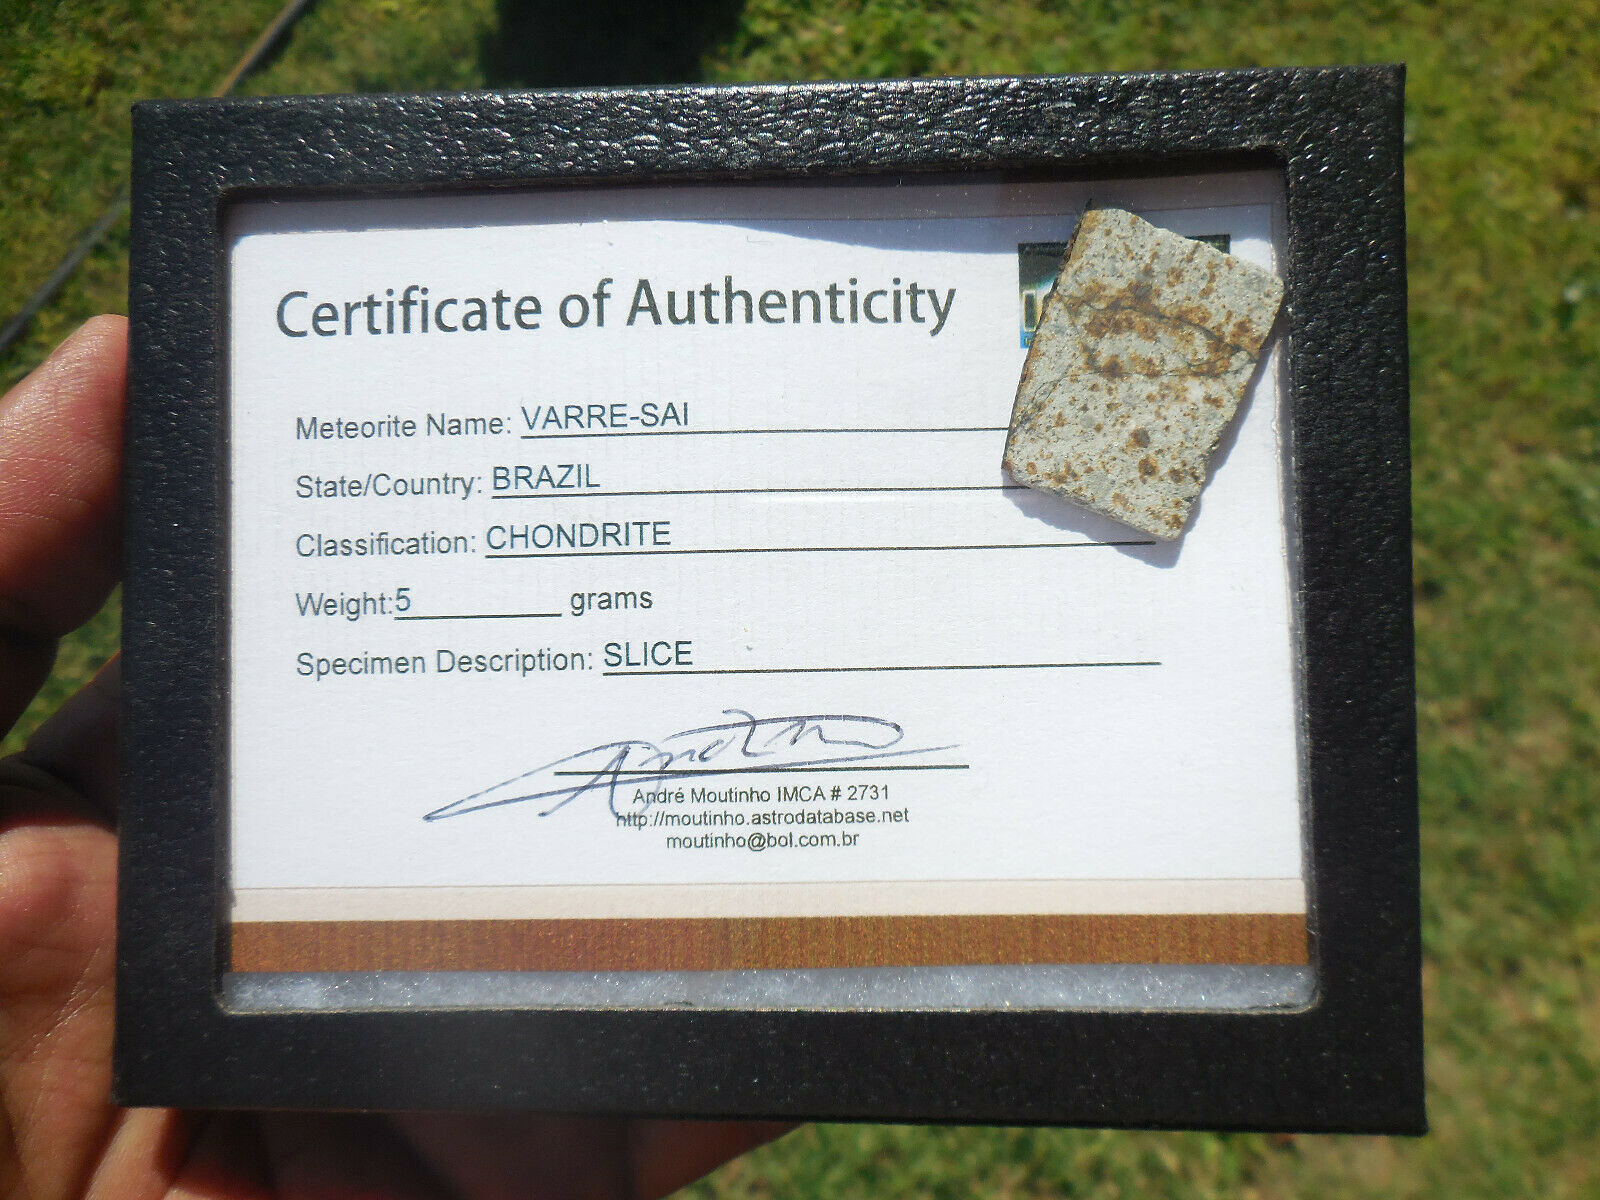 Certificate of Authenticity
Meteorite Name: VARRE-SAI
State/Country: BRAZIL
Classification: CHONDRITE
Weight:5 grams
Specimen Description: SLICE
André Moutinho IMCA # 2731
http://moutinho.astrodatabase.net
moutinho@bol.com.br